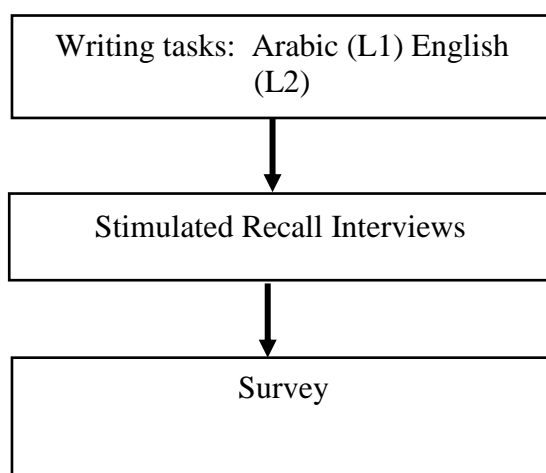 Writing tasks:  Arabic (L1) English
(L2)
Stimulated Recall Interviews
Survey